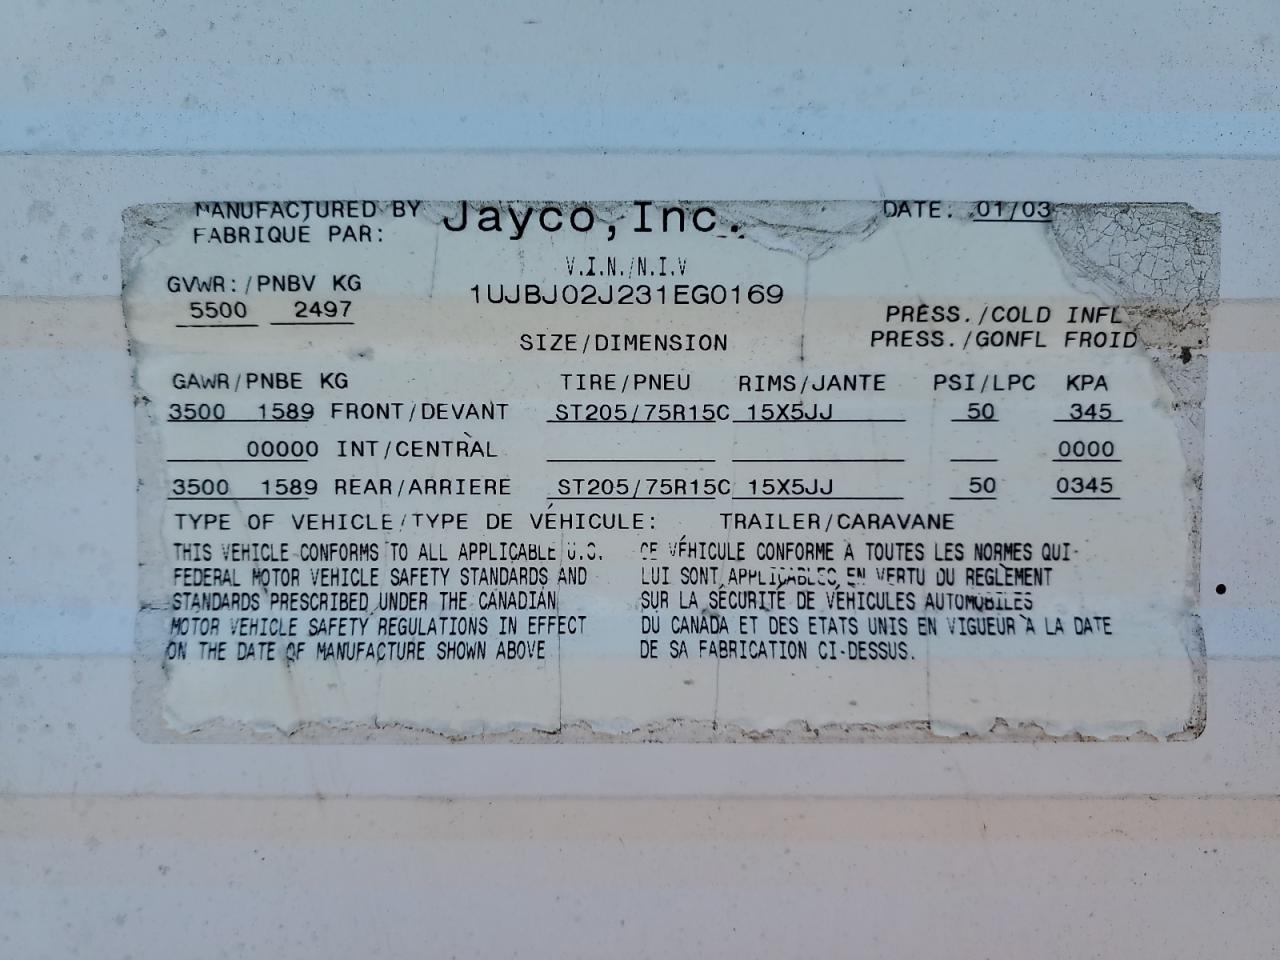 MANUFACTURED BY Jayco, Inc. DATE: 01/03
FABRIQUE PAR:
V.I.N./N.I.V
GVWR:/PNBV KG 1UJBJ02J231EG0169
5500 2497 PRESS./COLD INFL
SIZE/DIMENSION PRESS./GONFL FROID
GAWR/PNBE KG TIRE/PNEU RIMS/JANTE PSI/LPC KPA
3500 1589 FRONT/DEVANT ST205/75R15C 15X5JJ 50 345
00000 INT/CENTRAL 0000
3500 1589 REAR/ARRIERE ST205/75R15C 15X5JJ 50 0345
TYPE OF VEHICLE/TYPE DE VÉHICULE: TRAILER/CARAVANE
THIS VEHICLE CONFORMS TO ALL APPLICABLE U.S.
FEDERAL MOTOR VEHICLE SAFETY STANDARDS AND
STANDARDS PRESCRIBED UNDER THE CANADIAN
MOTOR VEHICLE SAFETY REGULATIONS IN EFFECT
ON THE DATE OF MANUFACTURE SHOWN ABOVE
CE VÉHICULE CONFORME À TOUTES LES NORMES QUI-
LUI SONT APPLICABLES EN VERTU DU REGLEMENT
SUR LA SÉCURITÉ DE VEHICULES AUTOMOBILES
DU CANADA ET DES ETATS UNIS EN VIGUEUR À LA DATE
DE SA FABRICATION CI-DESSUS.